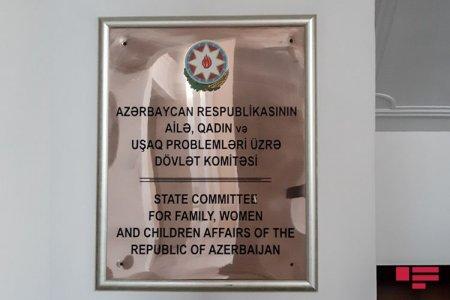 AZƏRBAYCAN RESPUBLİKASININ
AİLƏ, QADIN və
UŞAQ PROBLEMLƏRİ ÜZRƏ
DÖVLƏT KOMİTƏSİ
STATE COMMITTEE
FOR FAMILY, WOMEN
AND CHILDREN AFFAIRS OF THE
REPUBLIC OF AZERBAIJAN